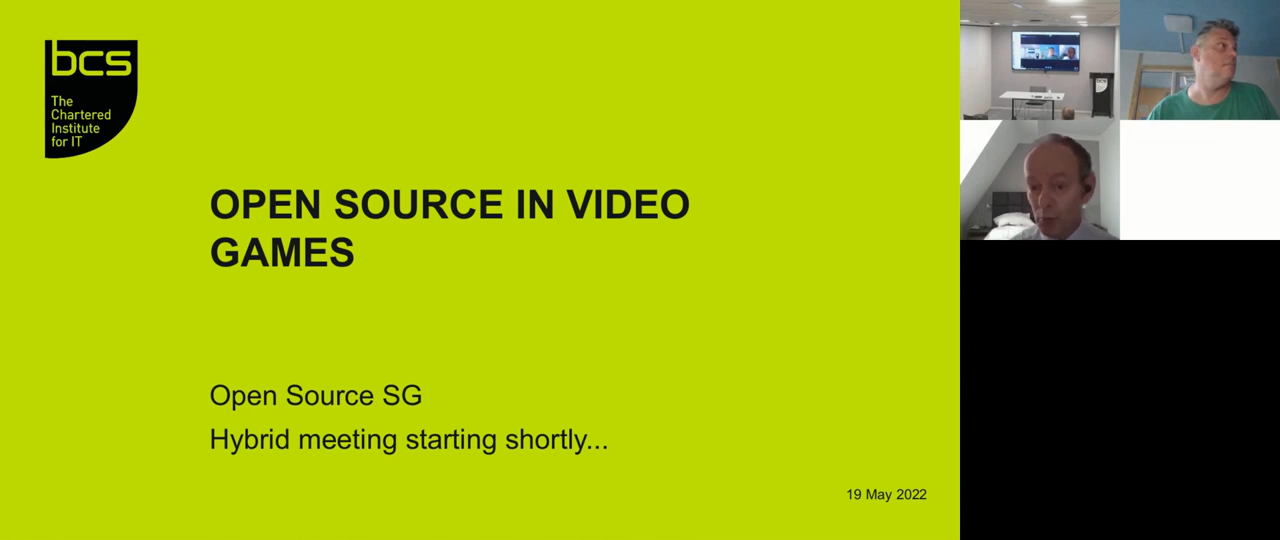 bcs
The
Chartered
Institute
for IT
OPEN SOURCE IN VIDEO
GAMES
Open Source SG
Hybrid meeting starting shortly...
19 May 2022